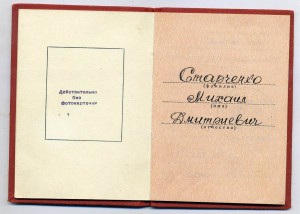 Действительно
без
фотокарточки
Старченко
(фамилия)
Михаил
(имя)
Дмитриевич
(отчество)